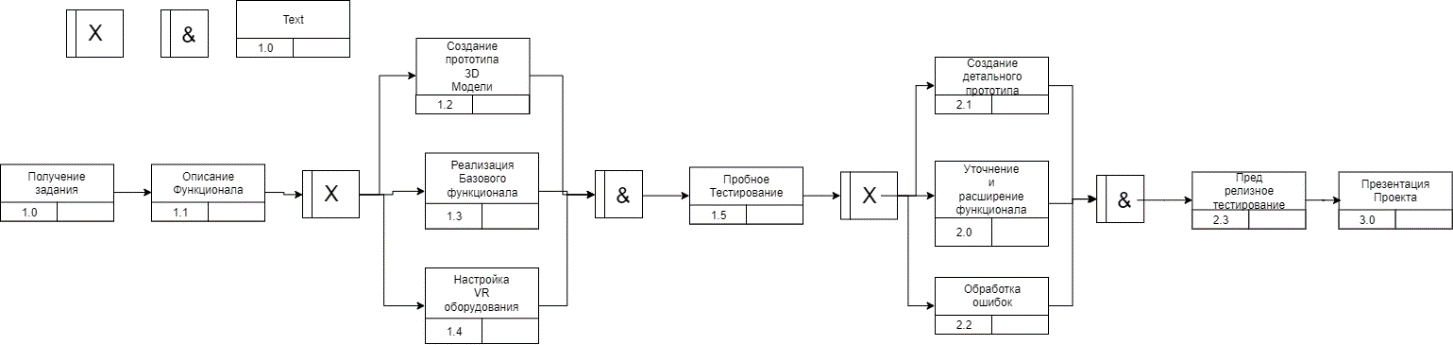 X
&
Text
1.0
Получение
задания
1.0
Описание
Функционала
1.1
X
Создание
прототипа
3D
Модели
1.2
Реализация
Базового
функционала
1.3
Настройка
VR
оборудования
1.4
&
Пробное
Тестирование
1.5
X
Создание
детального
прототипа
2.1
Уточнение
и
расширение
функционала
2.0
Обработка
ошибок
2.2
&
Пред
релизное
тестирование
2.3
Презентация
Проекта
3.0